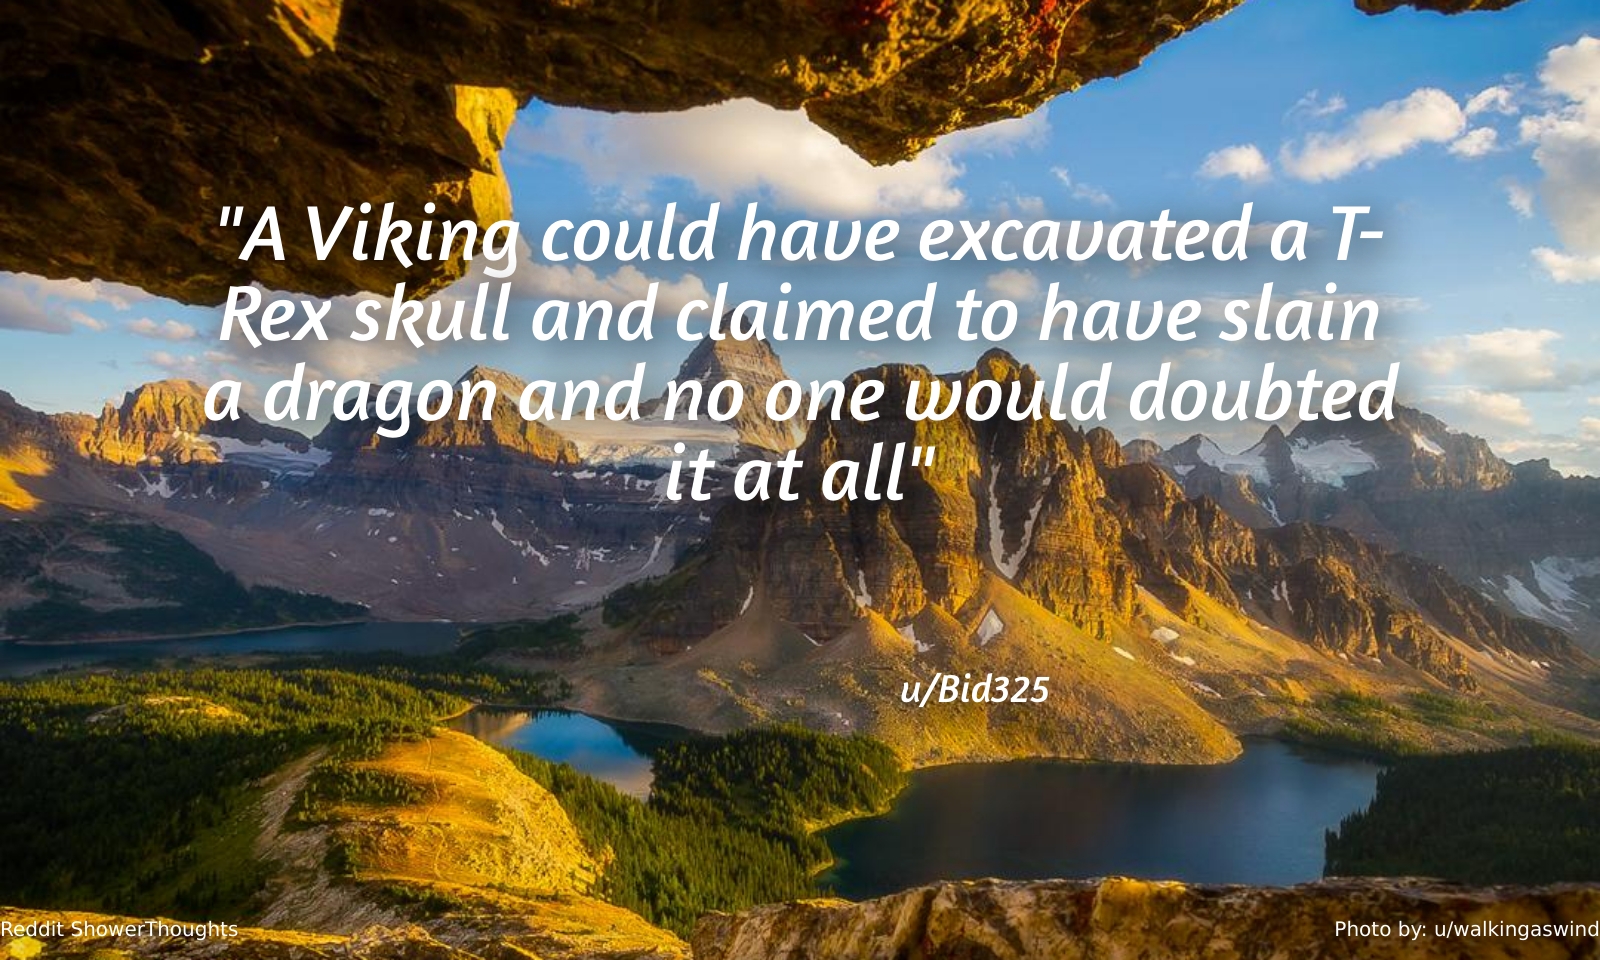 "A Viking could have excavated a T-
Rex skull and claimed to have slain
a dragon and no one would doubted
it at all"
u/Bid325
Reddit ShowerThoughts
Photo by: u/walkingaswind